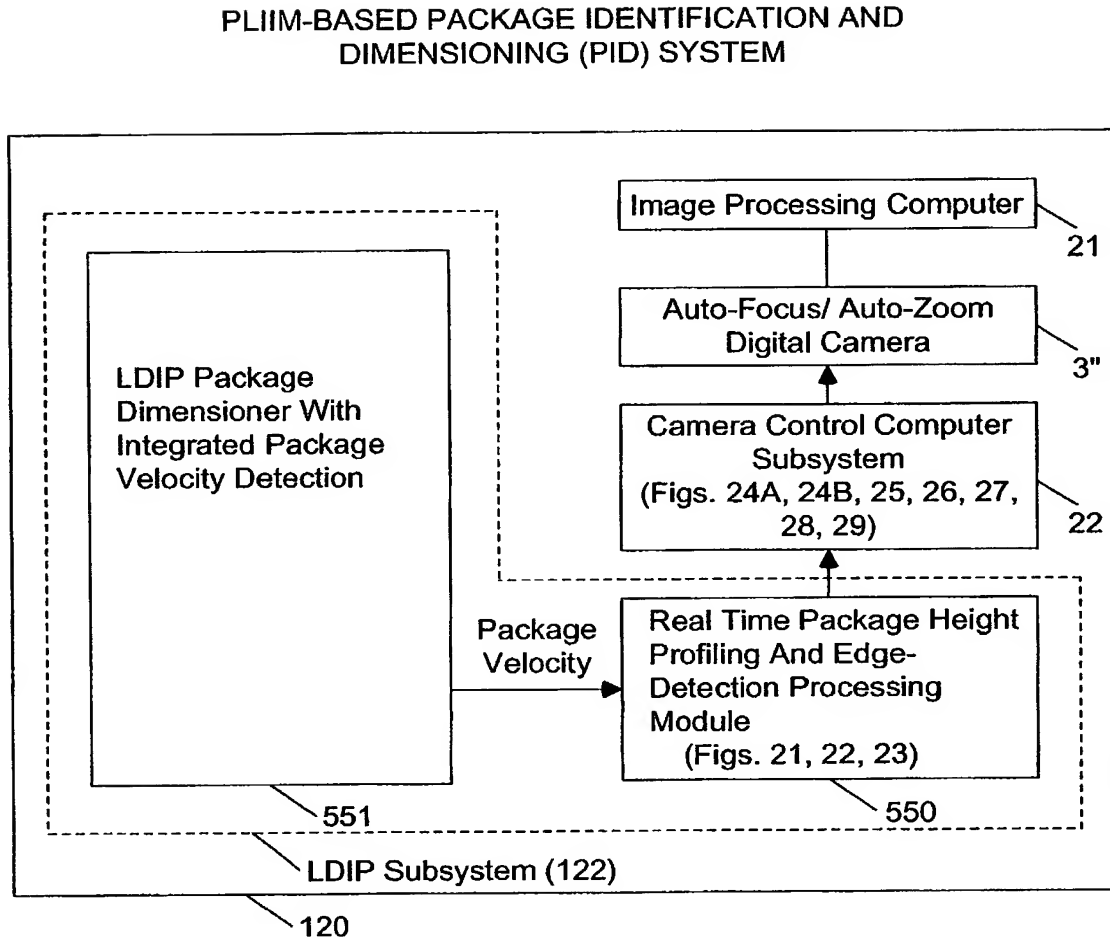 PLIIM-BASED PACKAGE IDENTIFICATION AND
DIMENSIONING (PID) SYSTEM
Image Processing Computer
21
Auto-Focus/ Auto-Zoom
Digital Camera
3"
LDIP Package
Dimensioner With
Integrated Package
Velocity Detection
Camera Control Computer
Subsystem
(Figs. 24A, 24B, 25, 26, 27,
28, 29)
22
Package
Velocity
Real Time Package Height
Profiling And Edge-
Detection Processing
Module
(Figs. 21, 22, 23)
551
550
LDIP Subsystem (122)
120